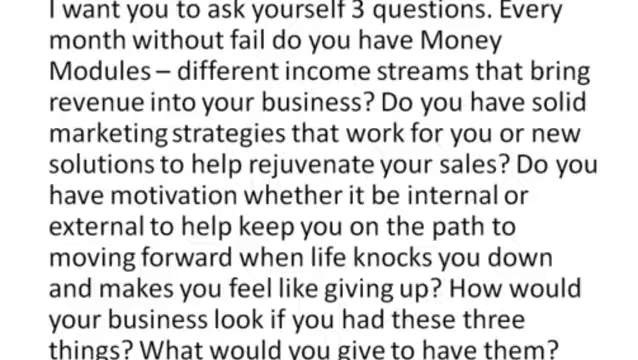 I want you to ask yourself 3 questions. Every
month without fail do you have Money
Modules – different income streams that bring
revenue into your business? Do you have solid
marketing strategies that work for you or new
solutions to help rejuvenate your sales? Do you
have motivation whether it be internal or
external to help keep you on the path to
moving forward when life knocks you down
and makes you feel like giving up? How would
your business look if you had these three
things? What would you give to have them?